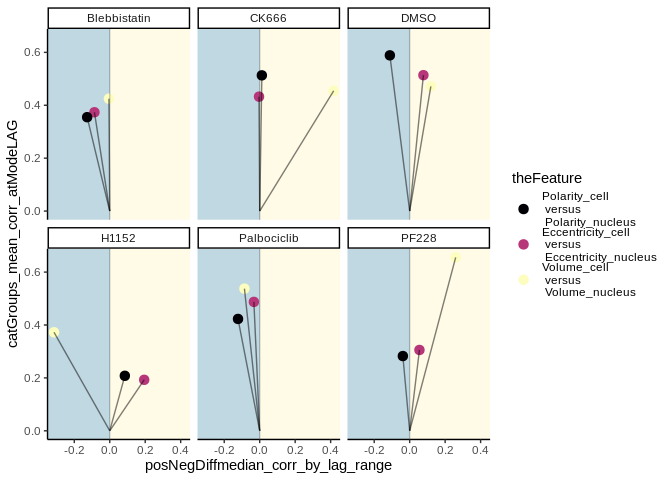 Blebbistatin CK666 DMSO
0.6
0.4
0.2
0.0
H1152 Palbociclib PF228
0.6
0.4
0.2
0.0
-0.2 0.0 0.2 0.4 -0.2 0.0 0.2 0.4 -0.2 0.0 0.2 0.4
posNegDiffmedian_corr_by_lag_range
catGroups_mean_corr_atModeLAG
theFeature
Polarity_cell
versus
Polarity_nucleus
Eccentricity_cell
versus
Eccentricity_nucleus
Volume_cell
versus
Volume_nucleus